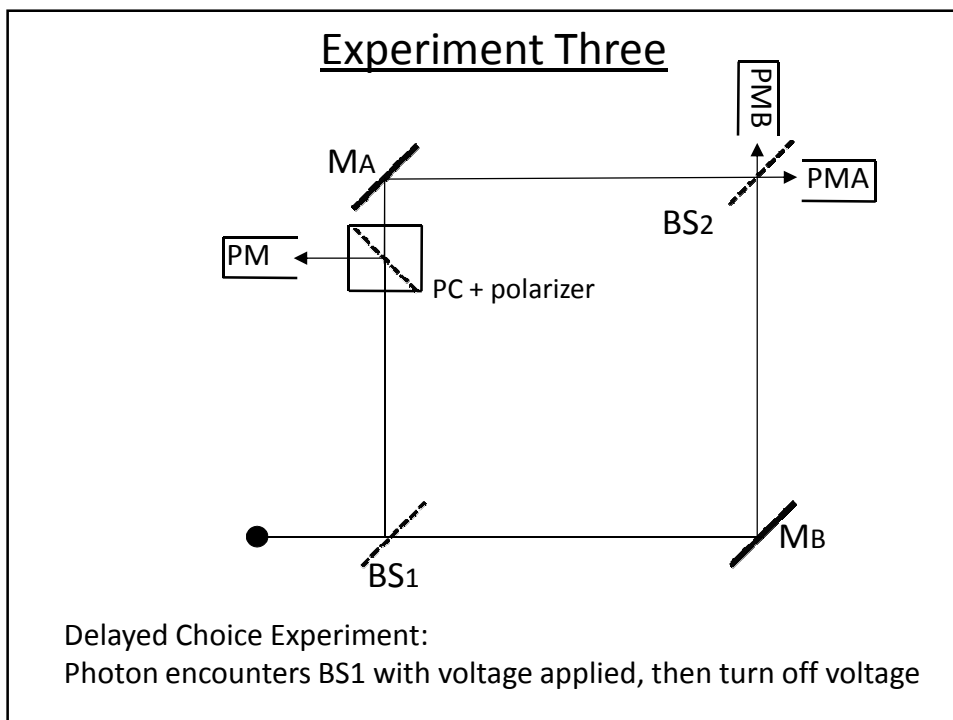 Experiment Three
PMB
MA
PMA
BS2
PM
PC + polarizer
MB
BS1
Delayed Choice Experiment:
Photon encounters BS1 with voltage applied, then turn off voltage